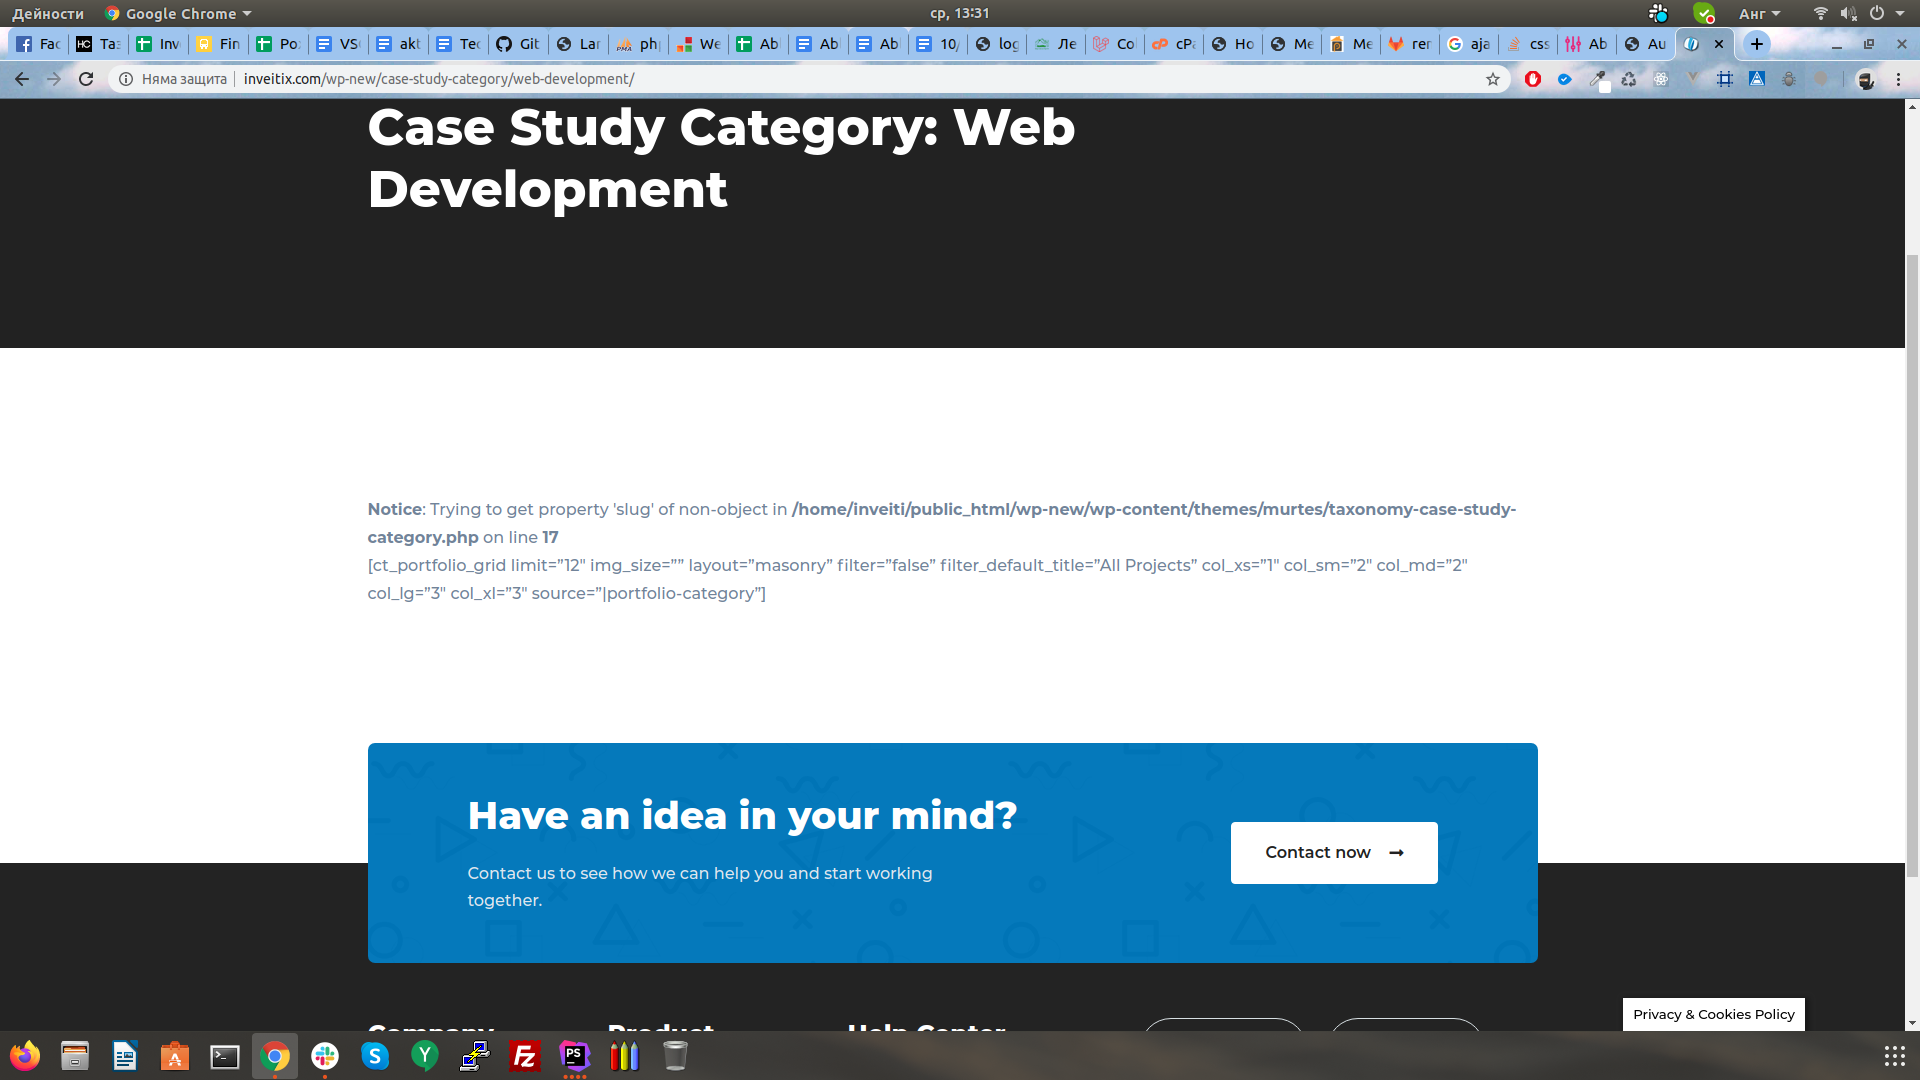 Дейности Google Chrome ср, 13:31 Анг
Fac Ta Inv Fin Po VS akt Tec Git Lar ph We Ab Ab Ab 10/ log Ле Co cPa Ho Me Me rer aja css Ab Au
Няма защита inveitix.com/wp-new/case-study-category/web-development/
Case Study Category: Web
Development
Notice: Trying to get property 'slug' of non-object in /home/inveiti/public_html/wp-new/wp-content/themes/murtes/taxonomy-case-study-
category.php on line 17
[ct_portfolio_grid limit=”12″ img_size=”” layout=”masonry” filter=”false” filter_default_title=”All Projects” col_xs=”1″ col_sm=”2″ col_md=”2″
col_lg=”3″ col_xl=”3″ source=”|portfolio-category”]
Have an idea in your mind?
Contact us to see how we can help you and start working
together.
Contact now
Privacy & Cookies Policy
Company Product Help Center